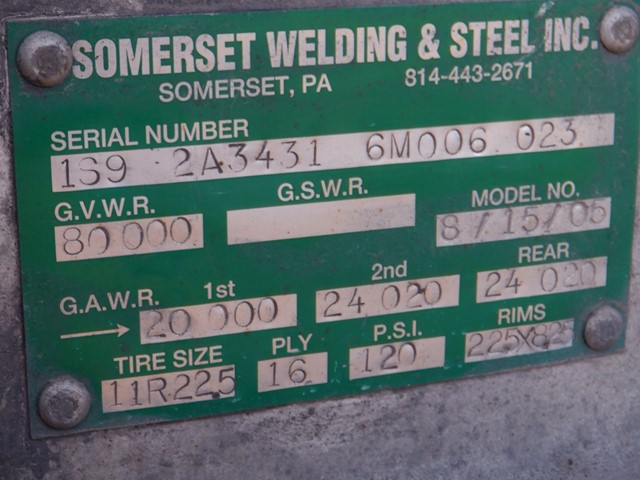 SOMERSET WELDING & STEEL INC.
SOMERSET, PA 814-443-2671
SERIAL NUMBER
1S9 2A3431 6M006 023
G.V.W.R. G.S.W.R. MODEL NO.
80 000 8/15/05
G.A.W.R. 1st 2nd REAR
20 000 24 020 24 020
TIRE SIZE PLY P.S.I. RIMS
11R22.5 16 120 225X825